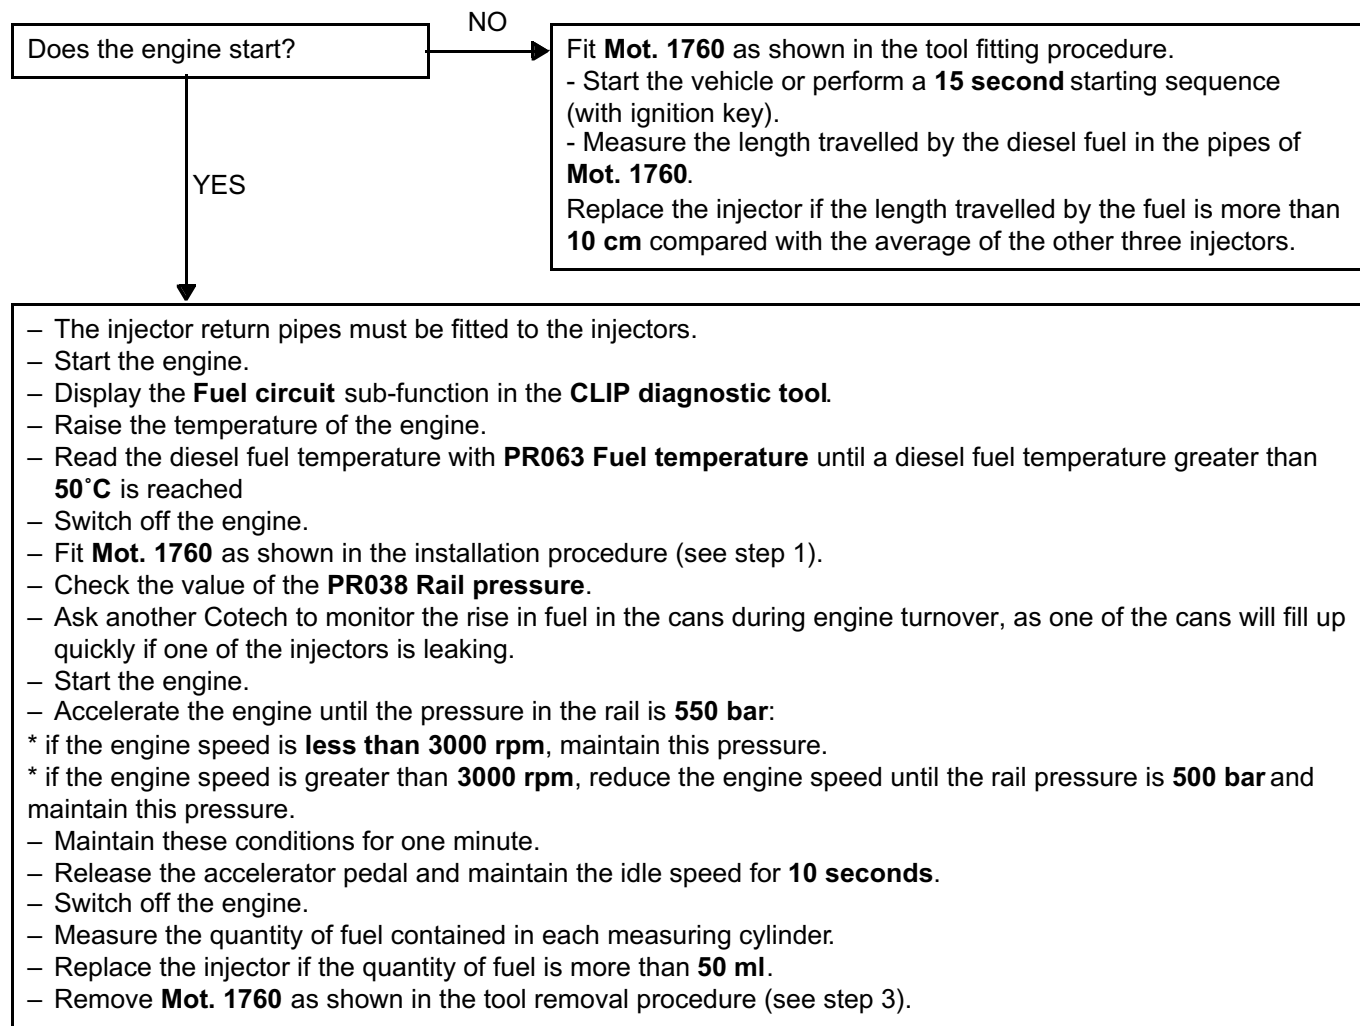 Does the engine start?
NO
Fit Mot. 1760 as shown in the tool fitting procedure.
- Start the vehicle or perform a 15 second starting sequence
(with ignition key).
- Measure the length travelled by the diesel fuel in the pipes of
Mot. 1760.
Replace the injector if the length travelled by the fuel is more than
10 cm compared with the average of the other three injectors.
YES
– The injector return pipes must be fitted to the injectors.
– Start the engine.
– Display the Fuel circuit sub-function in the CLIP diagnostic tool.
– Raise the temperature of the engine.
– Read the diesel fuel temperature with PR063 Fuel temperature until a diesel fuel temperature greater than
50˚C is reached
– Switch off the engine.
– Fit Mot. 1760 as shown in the installation procedure (see step 1).
– Check the value of the PR038 Rail pressure.
– Ask another Cotech to monitor the rise in fuel in the cans during engine turnover, as one of the cans will fill up
quickly if one of the injectors is leaking.
– Start the engine.
– Accelerate the engine until the pressure in the rail is 550 bar:
* if the engine speed is less than 3000 rpm, maintain this pressure.
* if the engine speed is greater than 3000 rpm, reduce the engine speed until the rail pressure is 500 bar and
maintain this pressure.
– Maintain these conditions for one minute.
– Release the accelerator pedal and maintain the idle speed for 10 seconds.
– Switch off the engine.
– Measure the quantity of fuel contained in each measuring cylinder.
– Replace the injector if the quantity of fuel is more than 50 ml.
– Remove Mot. 1760 as shown in the tool removal procedure (see step 3).